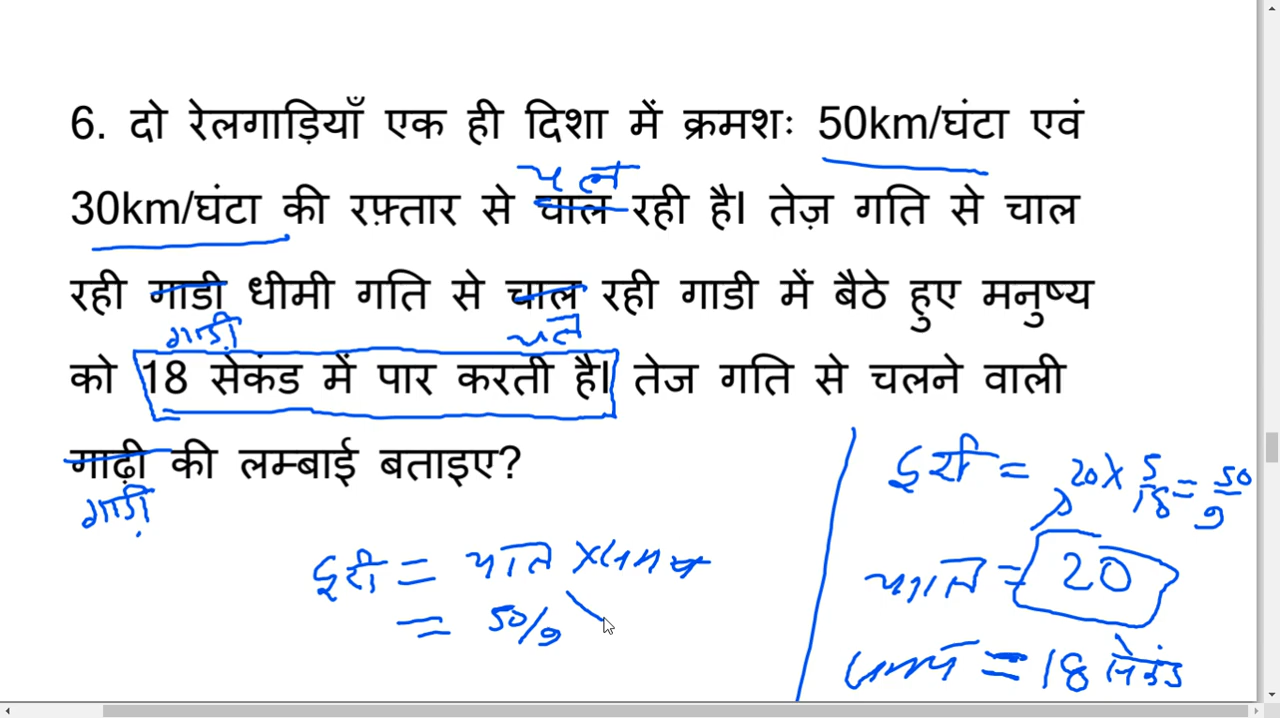 6. दो रेलगाड़ियाँ एक ही दिशा में क्रमशः 50km/घंटा एवं
चल
30km/घंटा की रफ़्तार से चाल रही है। तेज़ गति से चाल
रही गाडी धीमी गति से चाल रही गाडी में बैठे हुए मनुष्य
गाड़ी चल
को 18 सेकंड में पार करती है। तेज गति से चलने वाली
गाढ़ी की लम्बाई बताइए?
गाड़ी
दूरी = 20 × 5/18 = 50/9
दूरी = चाल × समय
चाल = 20
= 50/9
समय = 18 सेकंड